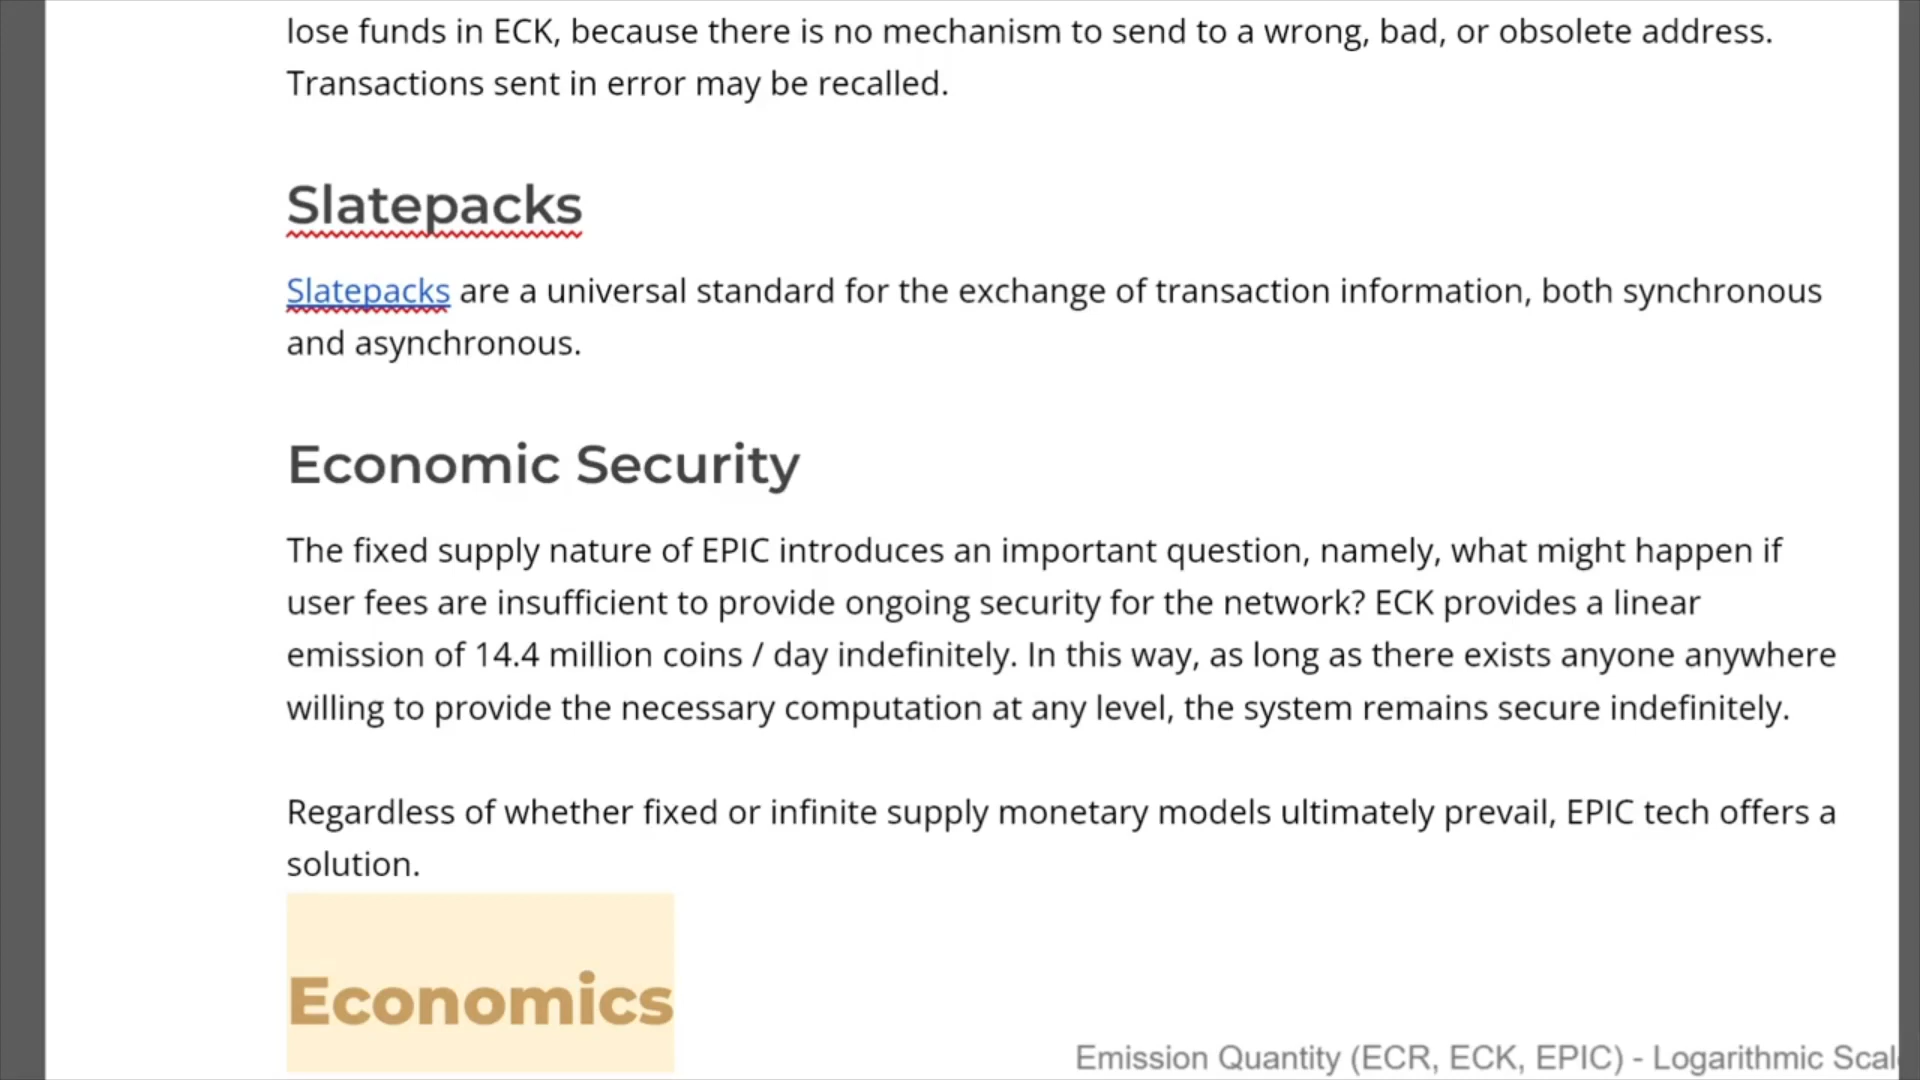 lose funds in ECK, because there is no mechanism to send to a wrong, bad, or obsolete address.
Transactions sent in error may be recalled.
Slatepacks
Slatepacks are a universal standard for the exchange of transaction information, both synchronous
and asynchronous.
Economic Security
The fixed supply nature of EPIC introduces an important question, namely, what might happen if
user fees are insufficient to provide ongoing security for the network? ECK provides a linear
emission of 14.4 million coins / day indefinitely. In this way, as long as there exists anyone anywhere
willing to provide the necessary computation at any level, the system remains secure indefinitely.
Regardless of whether fixed or infinite supply monetary models ultimately prevail, EPIC tech offers a
solution.
Economics
Emission Quantity (ECR, ECK, EPIC) - Logarithmic Scal